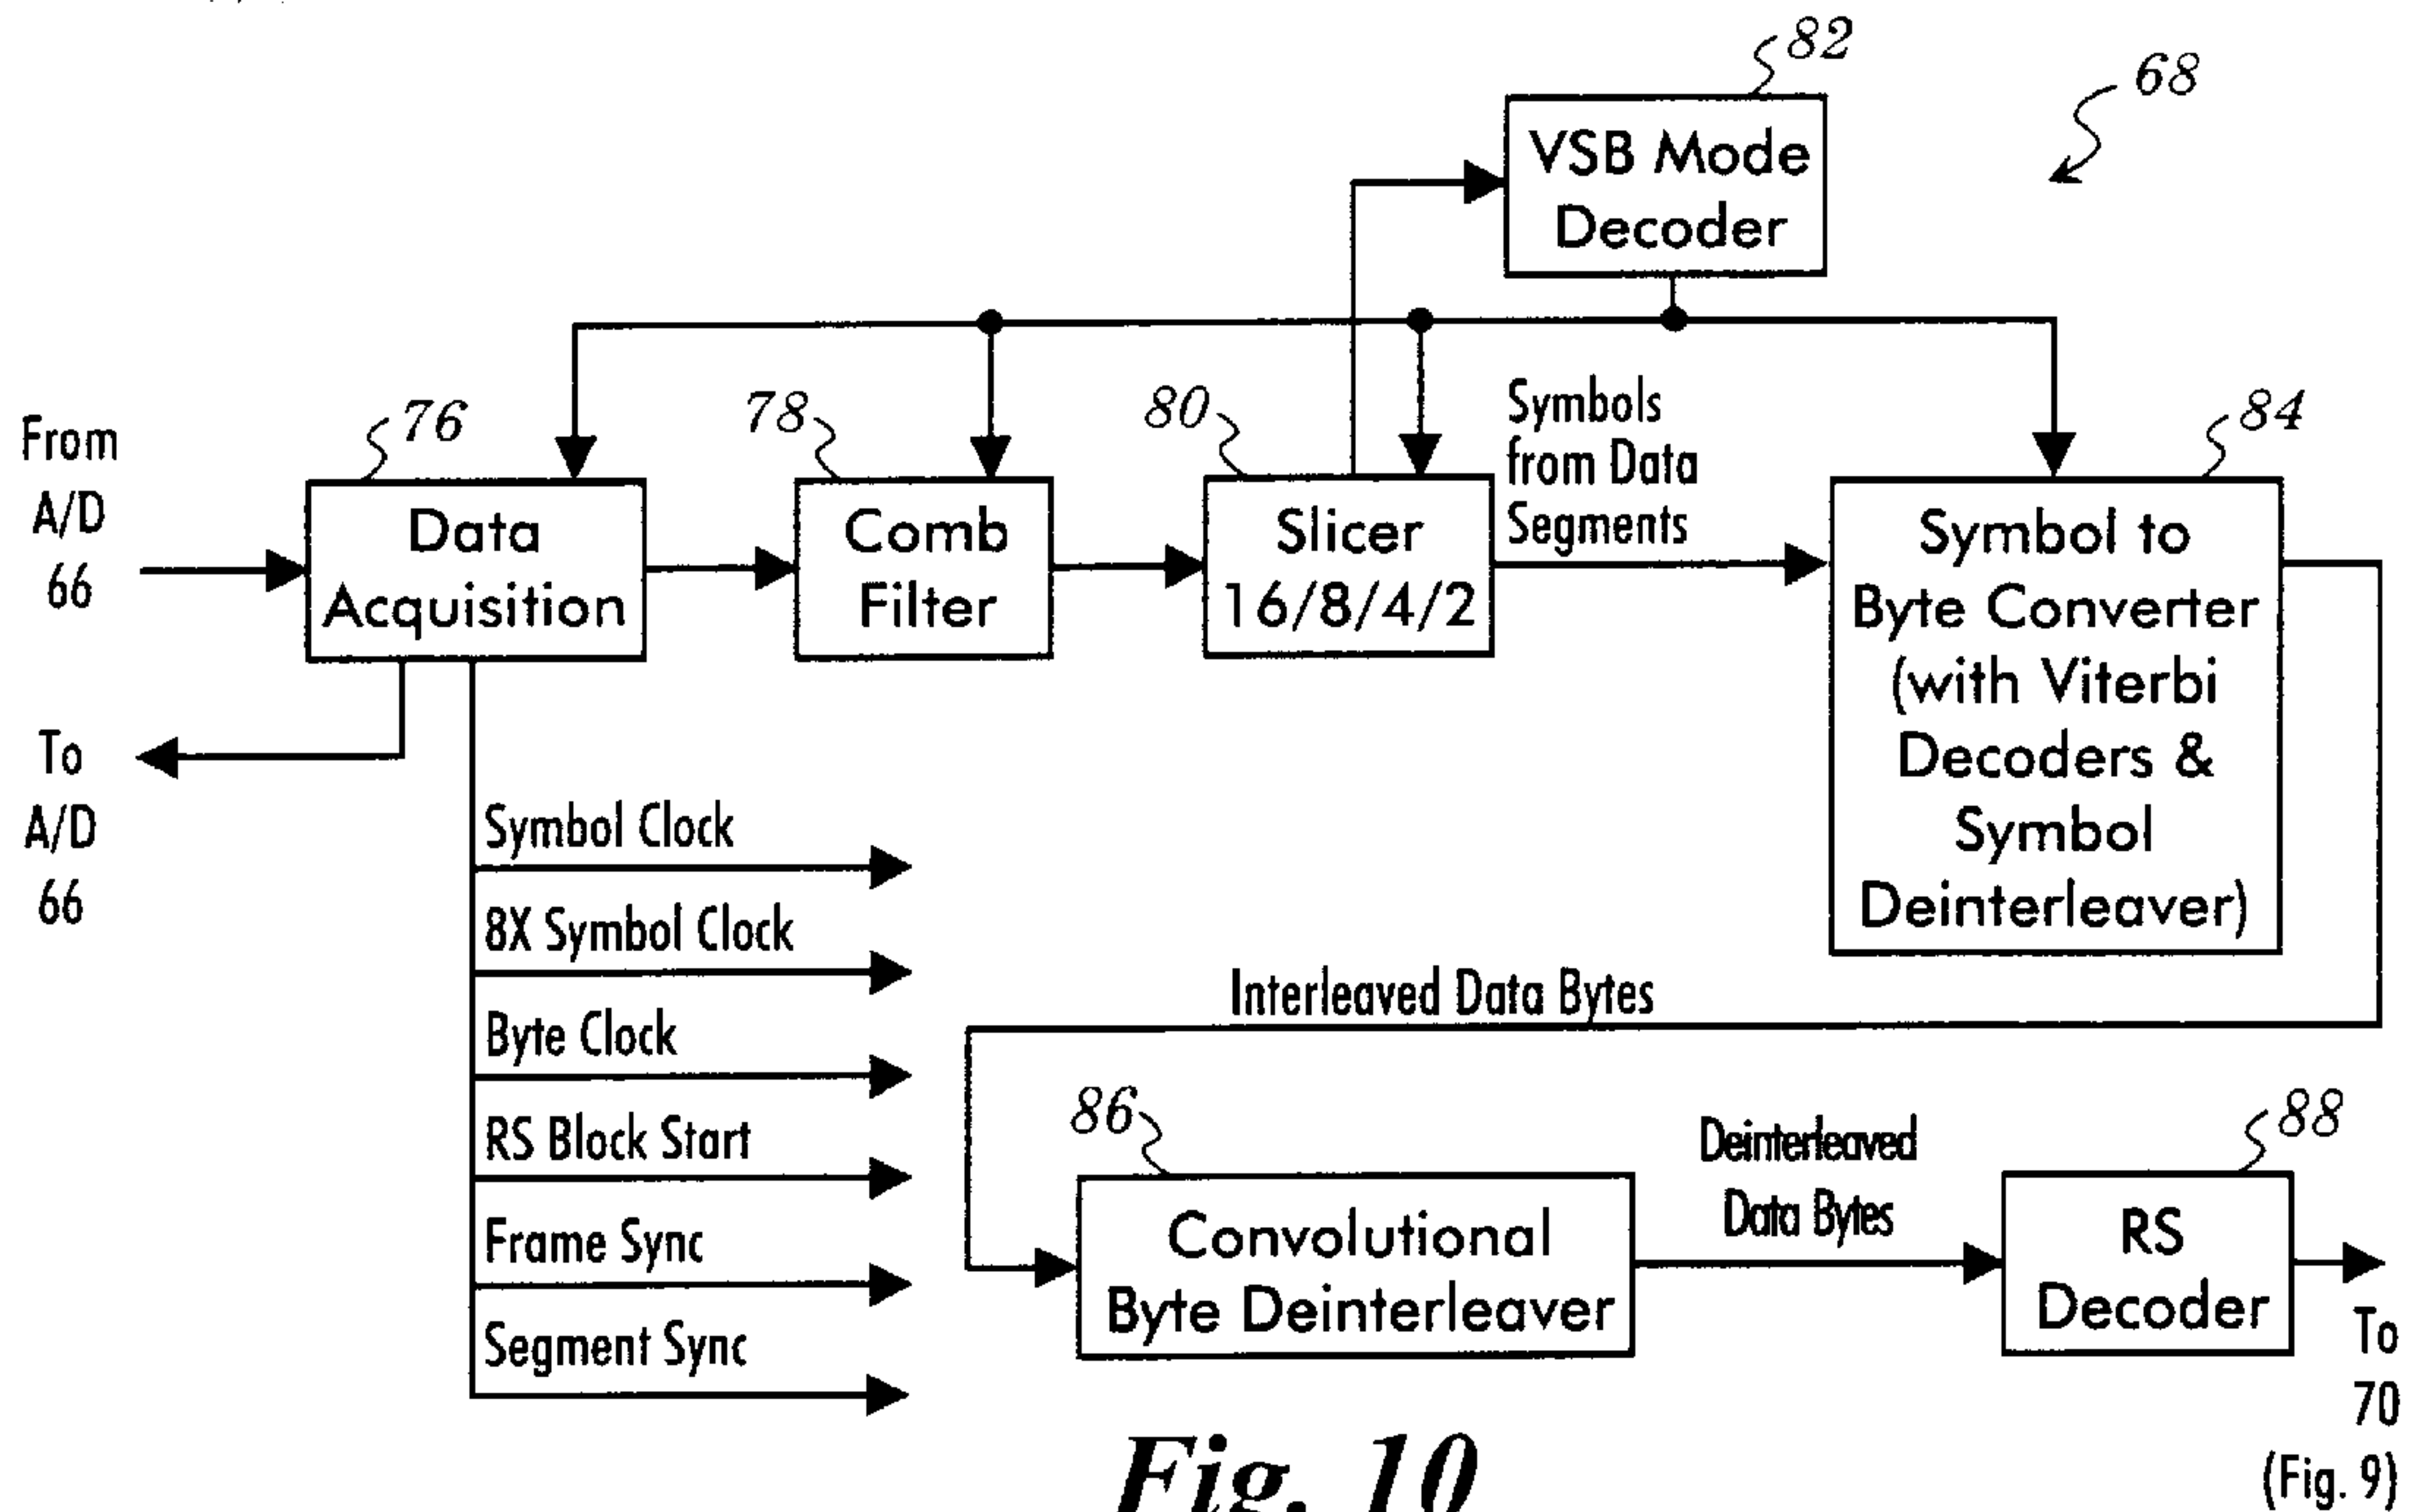 82
68
VSB Mode
Decoder
76
78
80
84
From
A/D
66
Symbols
from Data
Segments
Data
Acquisition
Comb
Filter
Slicer
16/8/4/2
Symbol to
Byte Converter
(with Viterbi
Decoders &
Symbol
Deinterleaver)
To
A/D
66
Symbol Clock
8X Symbol Clock
Byte Clock
RS Block Start
Frame Sync
Segment Sync
Interleaved Data Bytes
86
88
Deinterleaved
Data Bytes
Convolutional
Byte Deinterleaver
RS
Decoder
To
70
(Fig. 9)
Fig. 10